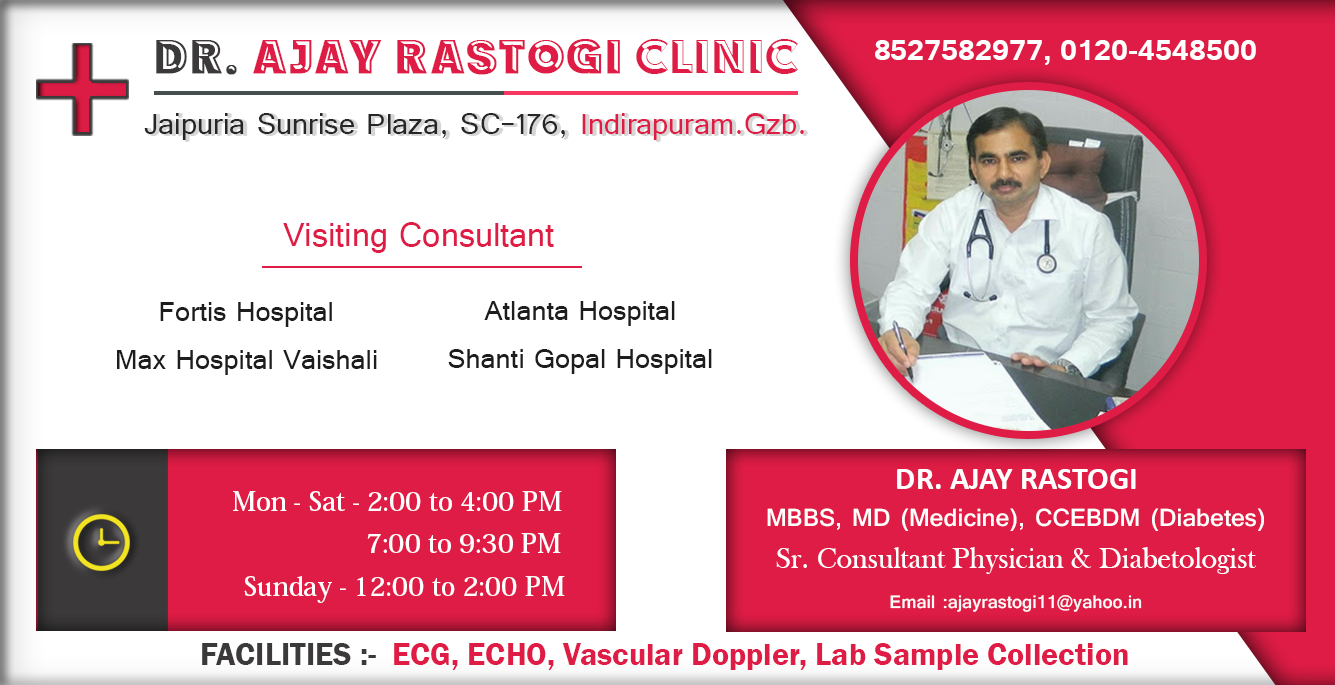 DR. AJAY RASTOGI CLINIC
Jaipuria Sunrise Plaza, SC-176, Indirapuram.Gzb.
8527582977, 0120-4548500
Visiting Consultant
Fortis Hospital
Atlanta Hospital
Max Hospital Vaishali
Shanti Gopal Hospital
Mon - Sat - 2:00 to 4:00 PM
7:00 to 9:30 PM
Sunday - 12:00 to 2:00 PM
DR. AJAY RASTOGI
MBBS, MD (Medicine), CCEBDM (Diabetes)
Sr. Consultant Physician & Diabetologist
Email :ajayrastogi11@yahoo.in
FACILITIES :- ECG, ECHO, Vascular Doppler, Lab Sample Collection